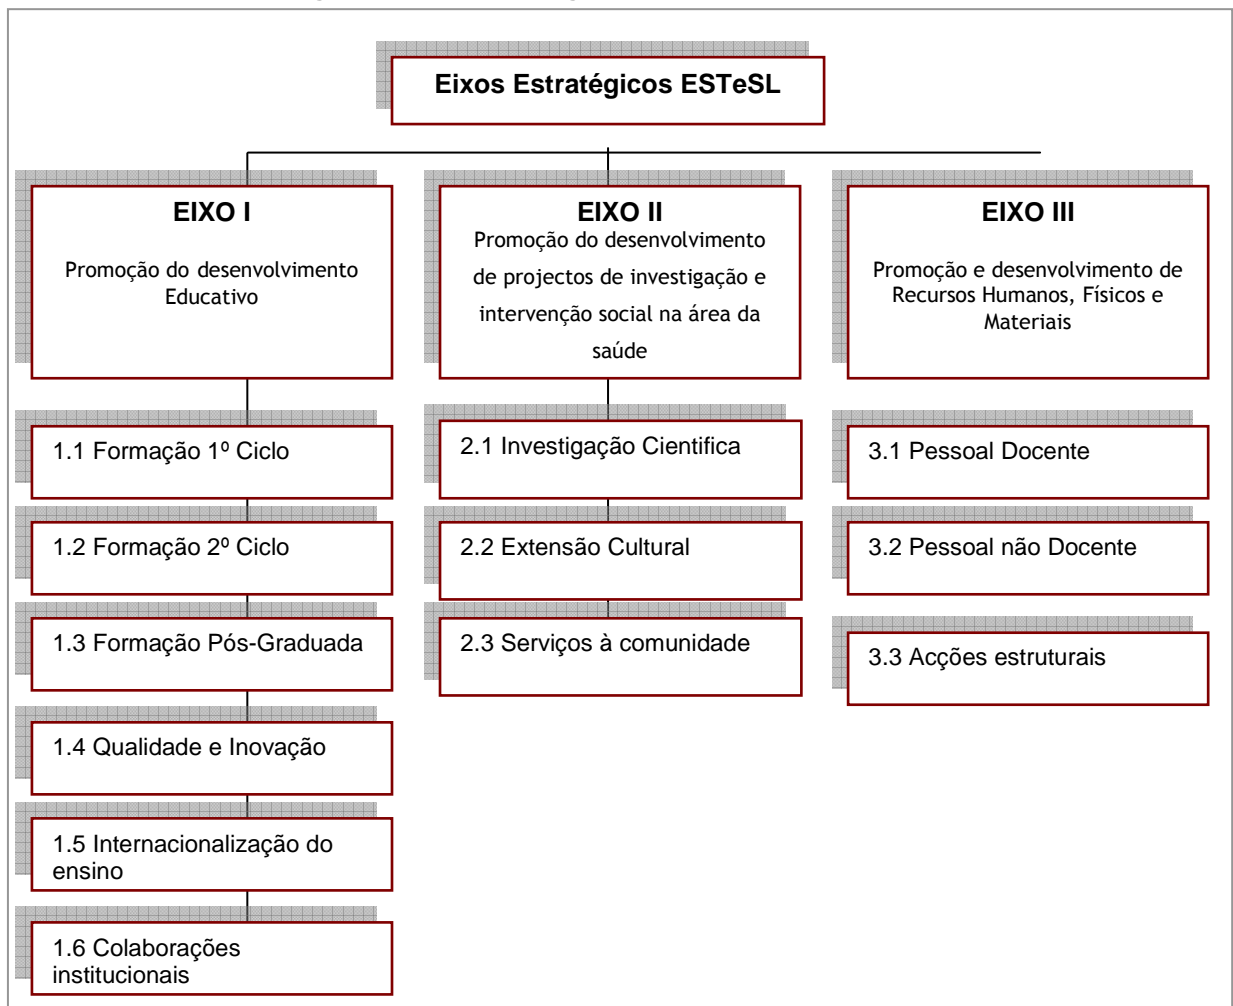 Eixos Estratégicos ESTeSL
EIXO I
Promoção do desenvolvimento
Educativo
EIXO II
Promoção do desenvolvimento
de projectos de investigação e
intervenção social na área da
saúde
EIXO III
Promoção e desenvolvimento de
Recursos Humanos, Físicos e
Materiais
1.1 Formação 1º Ciclo
1.2 Formação 2º Ciclo
1.3 Formação Pós-Graduada
1.4 Qualidade e Inovação
1.5 Internacionalização do
ensino
1.6 Colaborações
institucionais
2.1 Investigação Cientifica
2.2 Extensão Cultural
2.3 Serviços à comunidade
3.1 Pessoal Docente
3.2 Pessoal não Docente
3.3 Acções estruturais